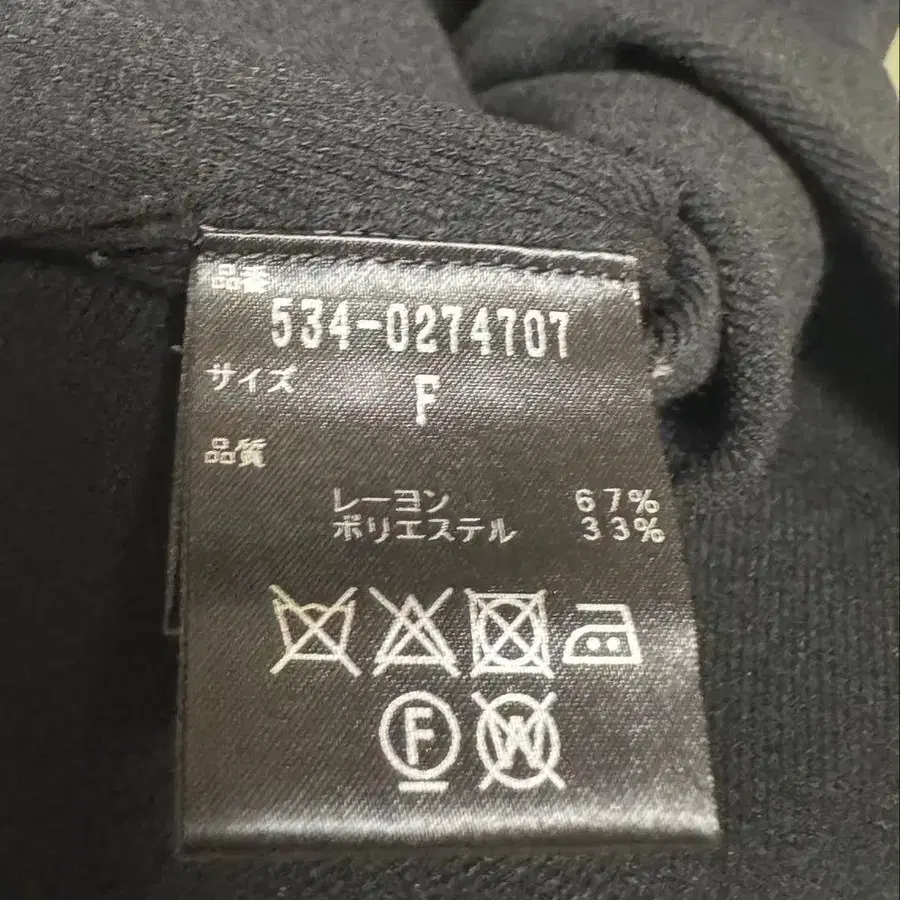 品番
534-0274707
サイズ
F
品質
レーヨン 67%
ポリエステル 33%
F W